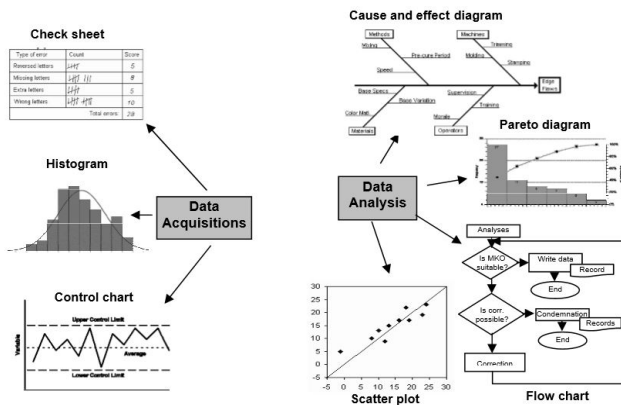 Check sheet
Type of error Count Score
Reversed letters 5
Missing letters 8
Extra letters 5
Wrong letters 10
Total errors: 28
Histogram
Data
Acquisitions
Control chart
Upper Control Limit
Variable
Average
Lower Control Limit
Cause and effect diagram
Methods
Machines
Mixing
Trimming
Pre-cure Period
Molding
Speed
Stamping
Edge
Flaws
Base Specs
Supervision
Base Variation
Training
Color Matl.
Morale
Materials
Operators
Pareto diagram
Data
Analysis
Analyses
Is MKO
suitable?
Write data
Record
End
Is corr.
possible?
Condemnation
Records
End
Correction
Flow chart
30
25
20
15
10
5
0
-5
-5 0 5 10 15 20 25 30
Scatter plot